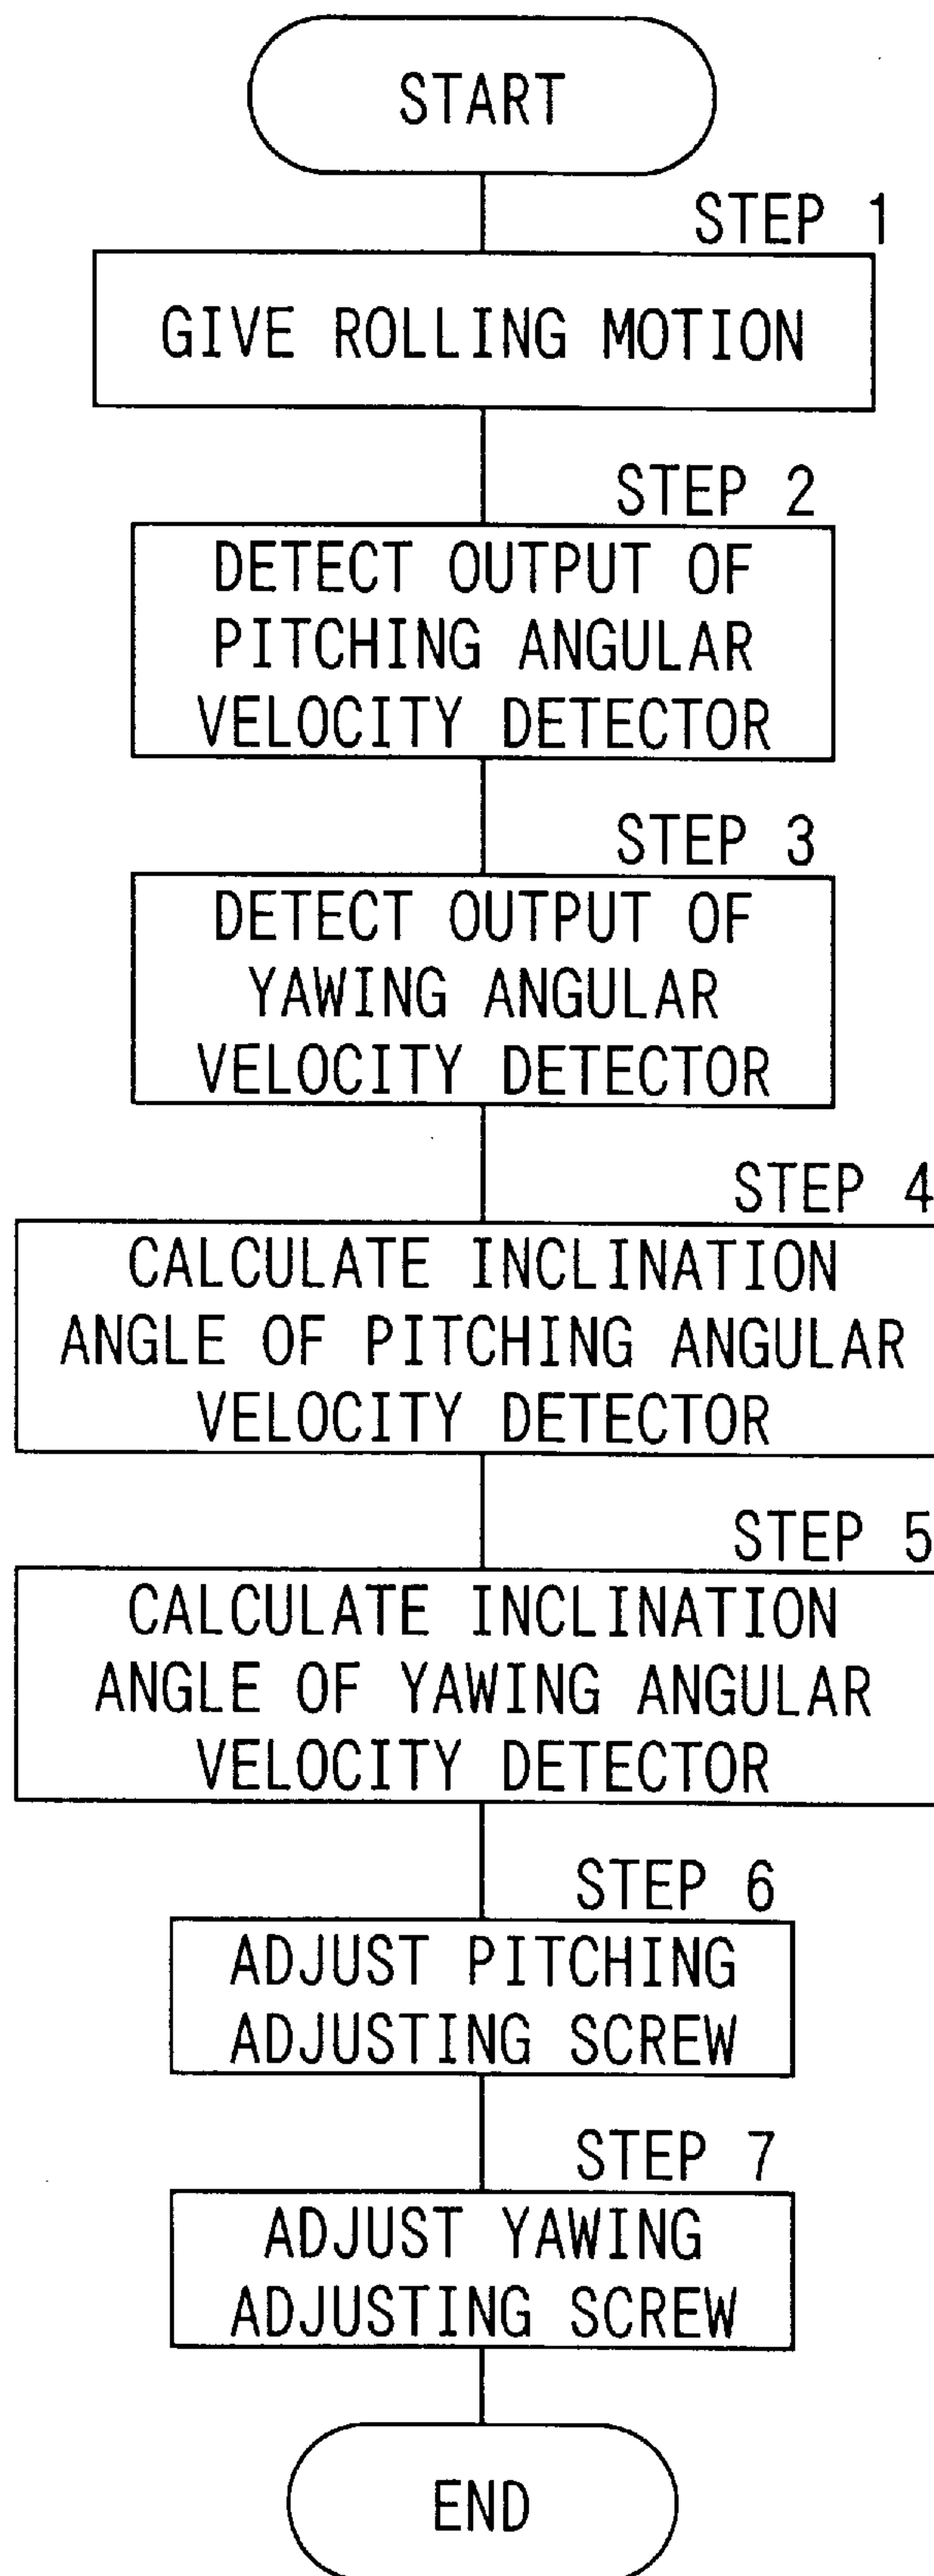 START
STEP 1
GIVE ROLLING MOTION
STEP 2
DETECT OUTPUT OF
PITCHING ANGULAR
VELOCITY DETECTOR
STEP 3
DETECT OUTPUT OF
YAWING ANGULAR
VELOCITY DETECTOR
STEP 4
CALCULATE INCLINATION
ANGLE OF PITCHING ANGULAR
VELOCITY DETECTOR
STEP 5
CALCULATE INCLINATION
ANGLE OF YAWING ANGULAR
VELOCITY DETECTOR
STEP 6
ADJUST PITCHING
ADJUSTING SCREW
STEP 7
ADJUST YAWING
ADJUSTING SCREW
END